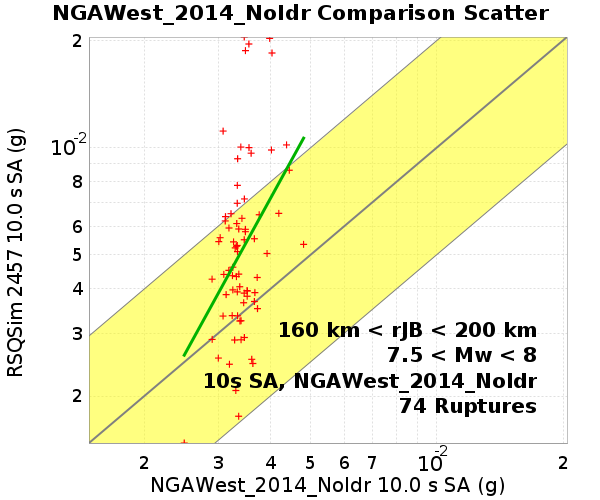 NGAWest_2014_NoIdr Comparison Scatter
RSQSim 2457 10.0 s SA (g)
2
10-2
8
6
5
4
3
2
160 km < rJB < 200 km
7.5 < Mw < 8
10s SA, NGAWest_2014_NoIdr
74 Ruptures
2 3 4 5 6 7 10-2 2
NGAWest_2014_NoIdr 10.0 s SA (g)